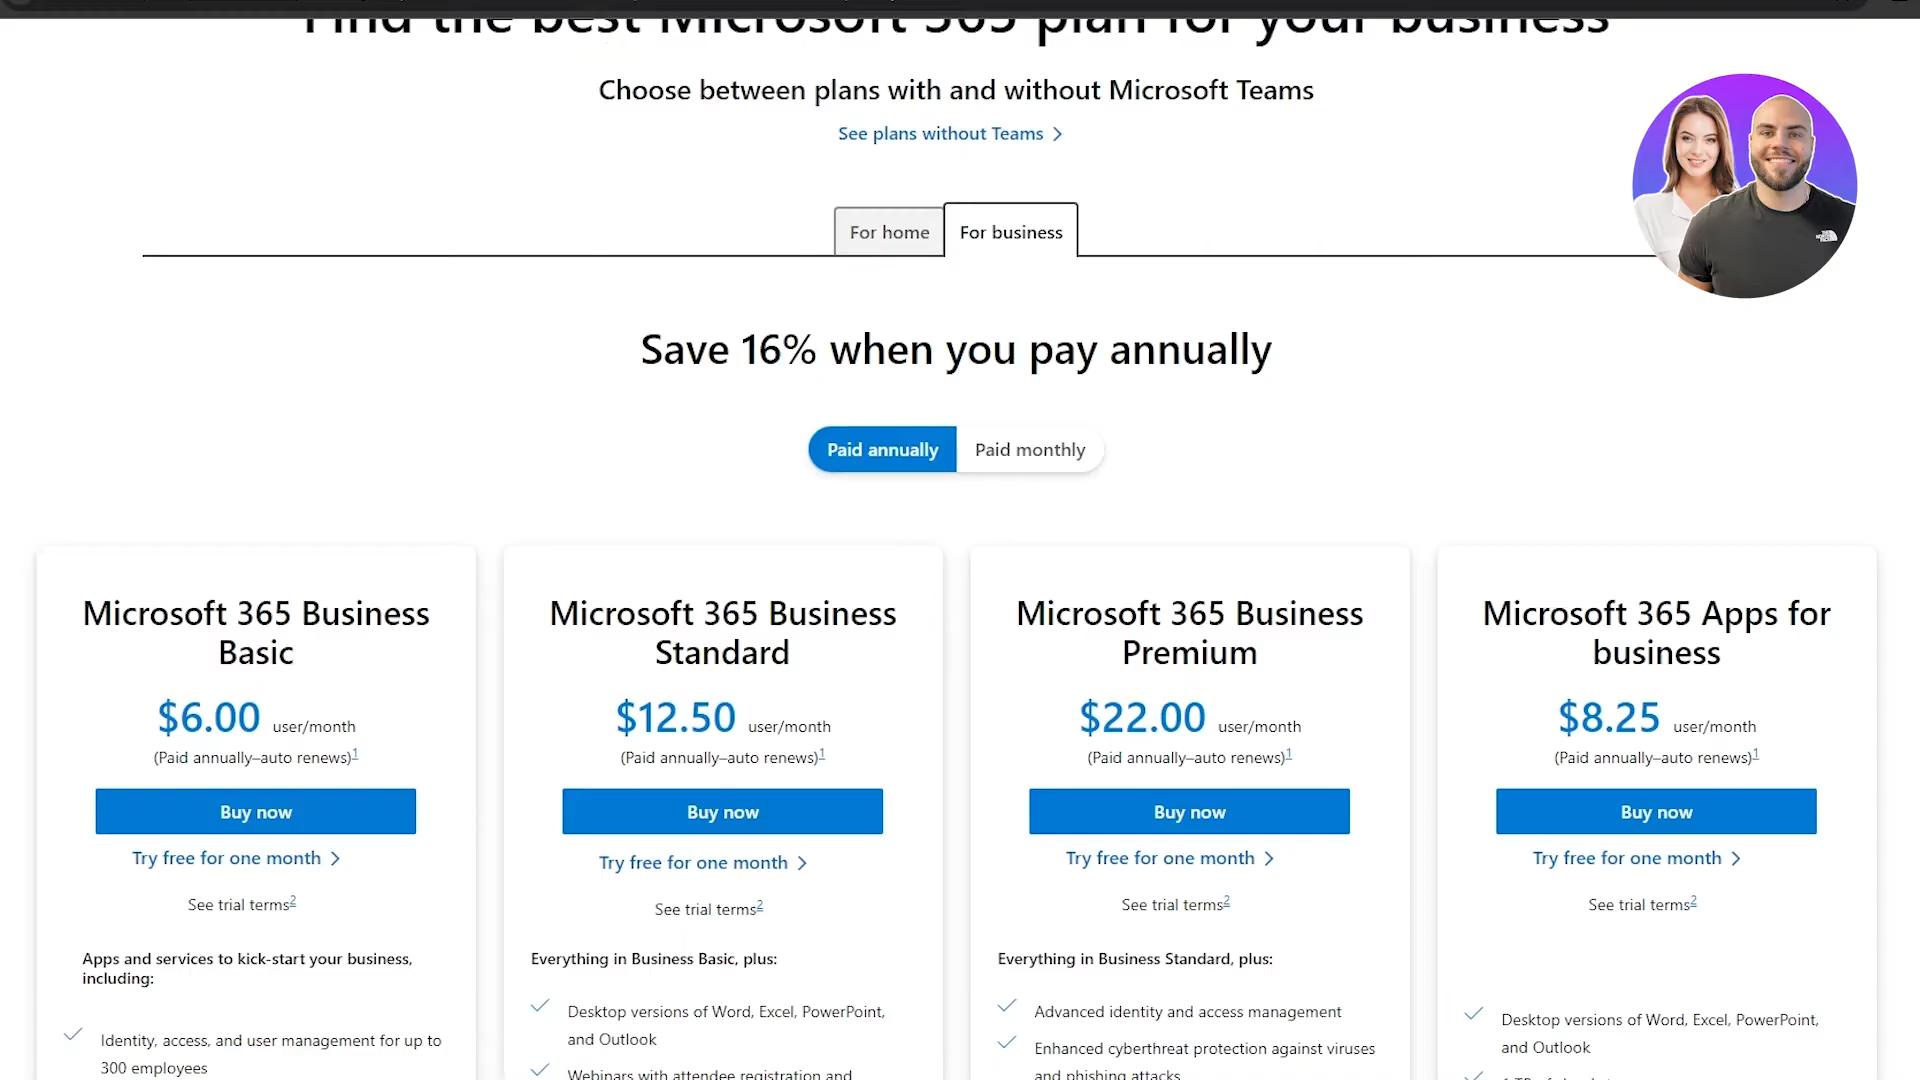 Find the best Microsoft 365 plan for your business
Choose between plans with and without Microsoft Teams
See plans without Teams
For home
For business
Save 16% when you pay annually
Paid annually
Paid monthly
Microsoft 365 Business
Basic
$6.00 user/month
(Paid annually–auto renews)1
Buy now
Try free for one month
See trial terms2
Apps and services to kick-start your business,
including:
Identity, access, and user management for up to
300 employees
Microsoft 365 Business
Standard
$12.50 user/month
(Paid annually–auto renews)1
Buy now
Try free for one month
See trial terms2
Everything in Business Basic, plus:
Desktop versions of Word, Excel, PowerPoint,
and Outlook
Webinars with attendee registration and
Microsoft 365 Business
Premium
$22.00 user/month
(Paid annually–auto renews)1
Buy now
Try free for one month
See trial terms2
Everything in Business Standard, plus:
Advanced identity and access management
Enhanced cyberthreat protection against viruses
and phishing attacks
Microsoft 365 Apps for
business
$8.25 user/month
(Paid annually–auto renews)1
Buy now
Try free for one month
See trial terms2
Desktop versions of Word, Excel, PowerPoint,
and Outlook